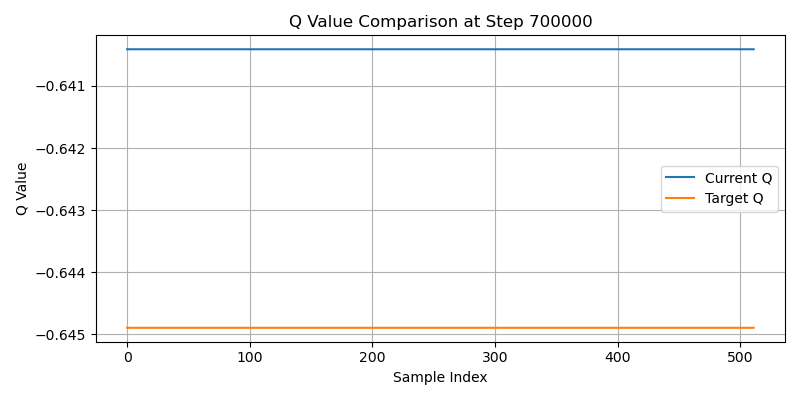 Q Value Comparison at Step 700000
Q Value
−0.641
−0.642
−0.643
−0.644
−0.645
Current Q
Target Q
0
100
200
300
400
500
Sample Index